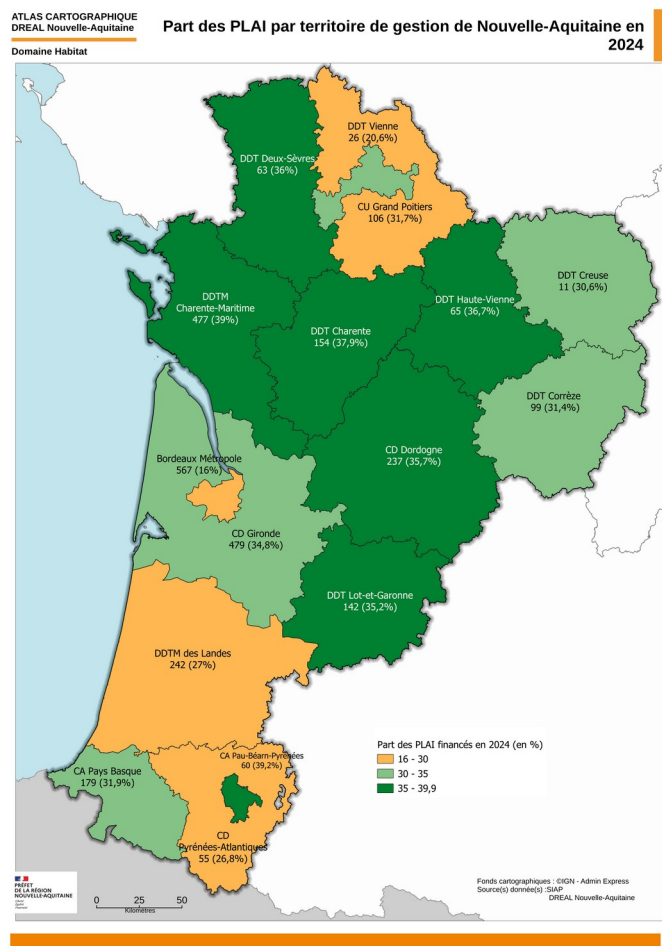 ATLAS CARTOGRAPHIQUE
DREAL Nouvelle-Aquitaine
Domaine Habitat
Part des PLAI par territoire de gestion de Nouvelle-Aquitaine en
2024
DDT Vienne
26 (20,6%)
DDT Deux-Sèvres
63 (36%)
CU Grand Poitiers
106 (31,7%)
DDT Creuse
11 (30,6%)
DDTM
Charente-Maritime
477 (39%)
DDT Haute-Vienne
65 (36,7%)
DDT Charente
154 (37,9%)
DDT Corrèze
99 (31,4%)
CD Dordogne
237 (35,7%)
Bordeaux Métropole
567 (16%)
CD Gironde
479 (34,8%)
DDT Lot-et-Garonne
142 (35,2%)
DDTM des Landes
242 (27%)
CA Pau-Béarn-Pyrénées
60 (39,2%)
CA Pays Basque
179 (31,9%)
CD
Pyrénées-Atlantiques
55 (26,8%)
Part des PLAI financés en 2024 (en %)
16 - 30
30 - 35
35 - 39,9
PRÉFET
DE LA RÉGION
NOUVELLE-AQUITAINE
0 25 50
Kilomètres
Fonds cartographiques : ©IGN - Admin Express
Source(s) donnée(s) :SIAP
DREAL Nouvelle-Aquitaine